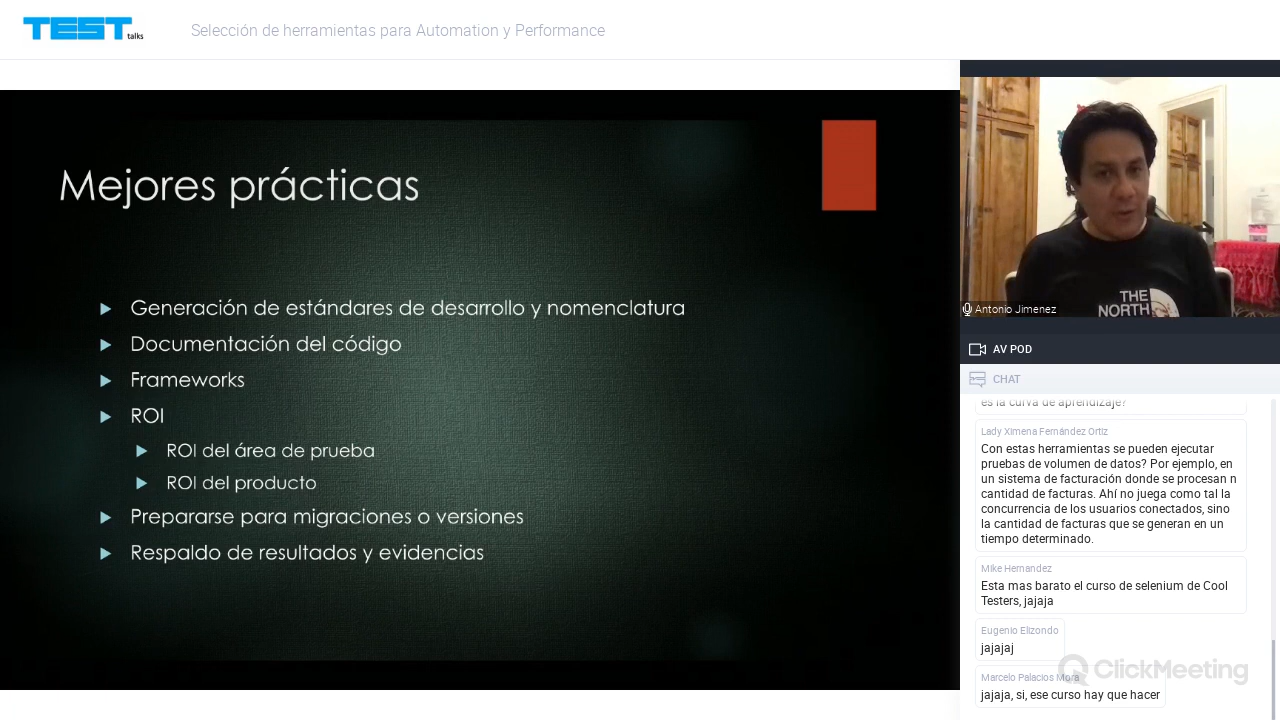 TEST talks
Selección de herramientas para Automation y Performance
Mejores prácticas
Generación de estándares de desarrollo y nomenclatura
Documentación del código
Frameworks
ROI
ROI del área de prueba
ROI del producto
Prepararse para migraciones o versiones
Respaldo de resultados y evidencias
THE
NORTH
Antonio Jimenez
AV POD
CHAT
es la curva de aprendizaje?
Lady Ximena Fernández Ortiz
Con estas herramientas se pueden ejecutar
pruebas de volumen de datos? Por ejemplo, en
un sistema de facturación donde se procesan n
cantidad de facturas. Ahí no juega como tal la
concurrencia de los usuarios conectados, sino
la cantidad de facturas que se generan en un
tiempo determinado.
Mike Hernandez
Esta mas barato el curso de selenium de Cool
Testers, jajaja
Eugenio Elizondo
jajajaj
ClickMeeting
Marcelo Palacios Mora
jajaja, si, ese curso hay que hacer